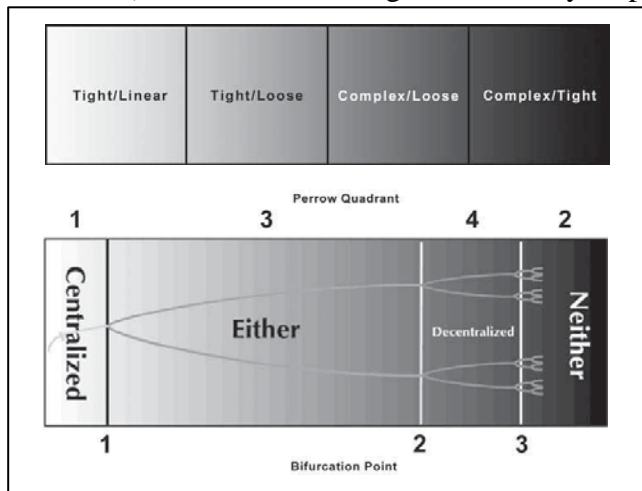 Tight/Linear Tight/Loose Complex/Loose Complex/Tight
Perrow Quadrant
1 3 4 2
Centralized
Either
Decentralized
Neither
1 2 3
Bifurcation Point